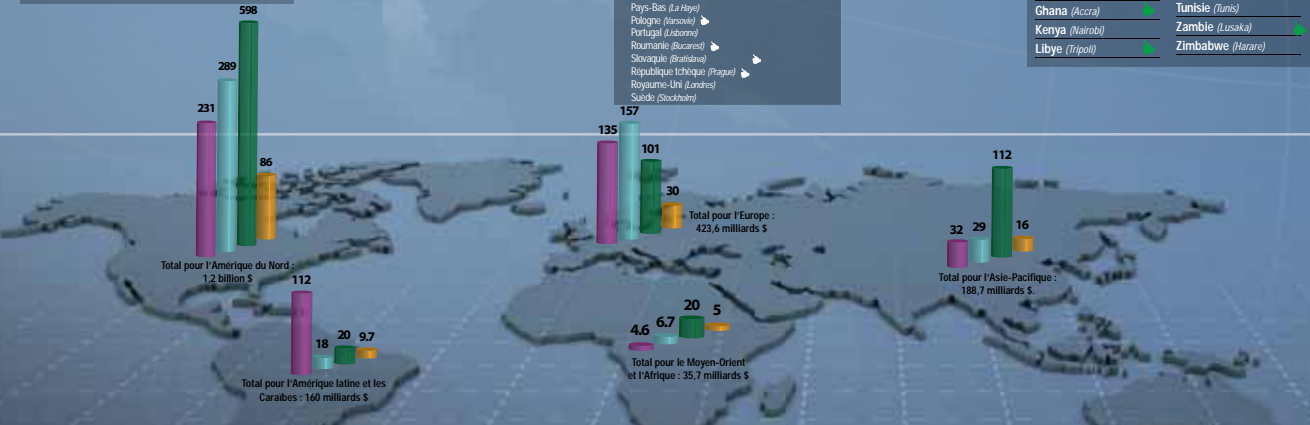 Pays-Bas (La Haye)
Pologne (Varsovie)
Portugal (Lisbonne)
Roumanie (Bucarest)
Slovaquie (Bratislava)
République tchèque (Prague)
Royaume-Uni (Londres)
Suède (Stockholm)
Ghana (Accra)
Kenya (Nairobi)
Libye (Tripoli)
Tunisie (Tunis)
Zambie (Lusaka)
Zimbabwe (Harare)
231
289
598
86
Total pour l'Amérique du Nord :
1,2 billion $
135
157
101
30
Total pour l'Europe :
423,6 milliards $
32
29
112
16
Total pour l'Asie-Pacifique :
188,7 milliards $.
112
18
20
9.7
Total pour l'Amérique latine et les
Caraïbes : 160 milliards $
4.6
6.7
20
5
Total pour le Moyen-Orient
et l'Afrique : 35,7 milliards $